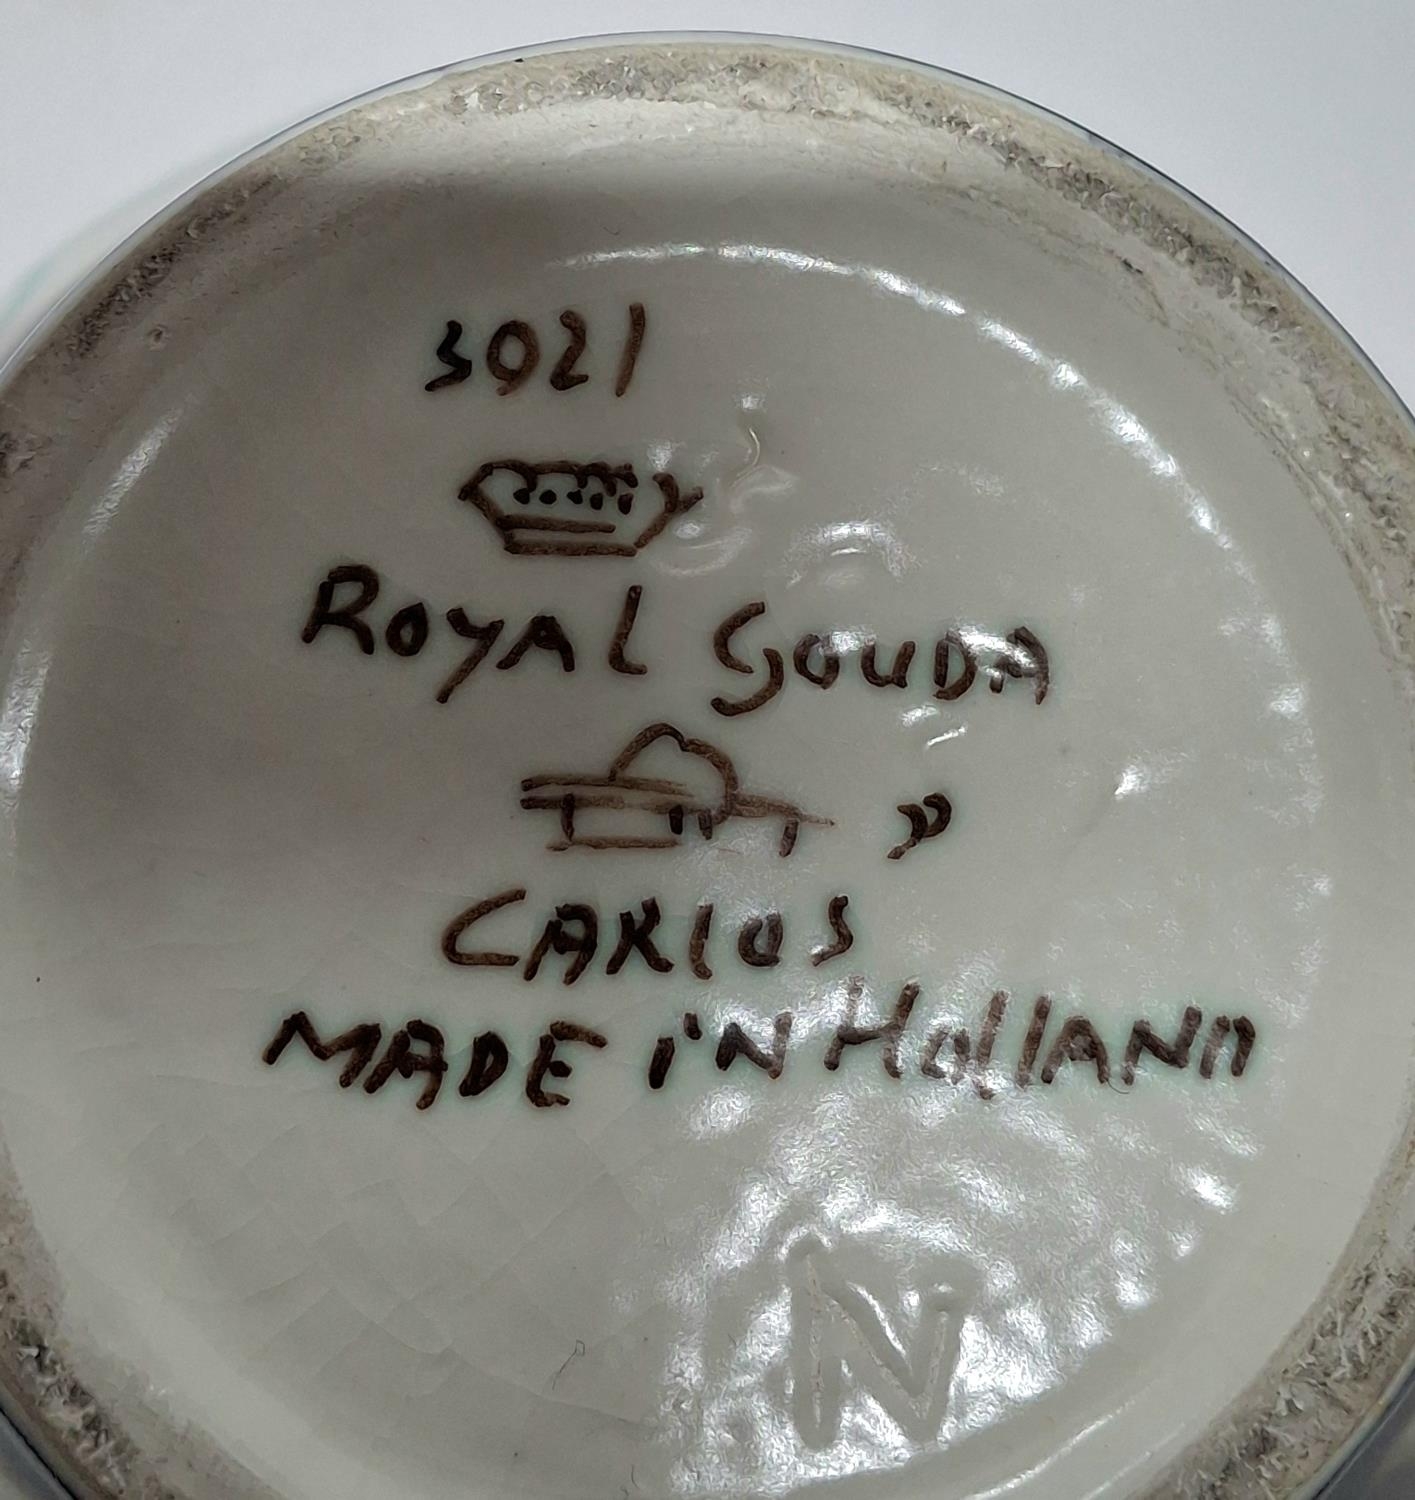 3021
ROYAL GOUDA
CARLOS
MADE IN HOLLAND
N